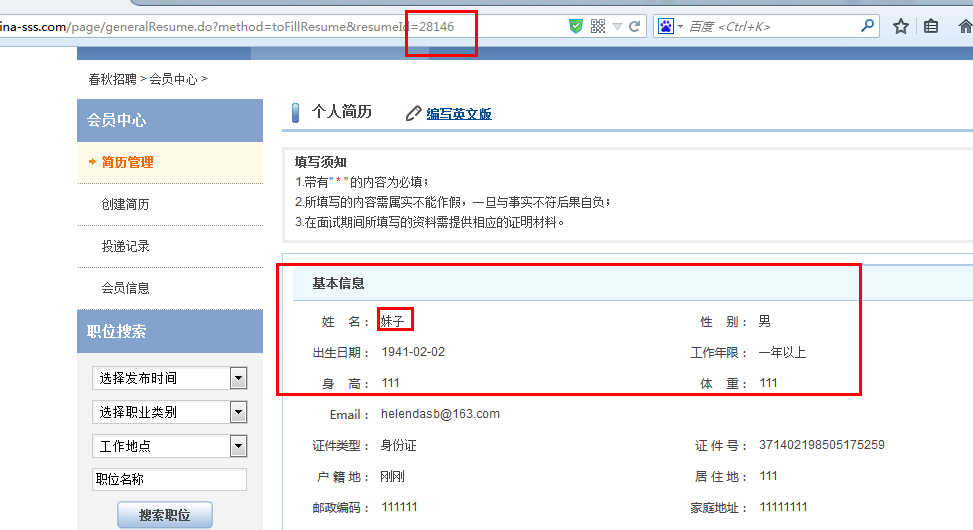 ina-sss.com/page/generalResume.do?method=toFillResume&resumeId=28146
百度 <Ctrl+K>
春秋招聘 > 会员中心 >
会员中心
简历管理
创建简历
投递记录
会员信息
职位搜索
选择发布时间
选择职业类别
工作地点
职位名称
搜索职位
个人简历 编写英文版
填写须知
1.带有" * "的内容为必填；
2.所填写的内容需属实不能作假，一旦与事实不符后果自负；
3.在面试期间所填写的资料需提供相应的证明材料。
基本信息
姓 名： 妹子 性 别： 男
出生日期： 1941-02-02 工作年限： 一年以上
身 高： 111 体 重： 111
Email： helendasb@163.com
证件类型： 身份证 证 件 号： 371402198505175259
户 籍 地： 刚刚 居 住 地： 111
邮政编码： 111111 家庭地址： 11111111